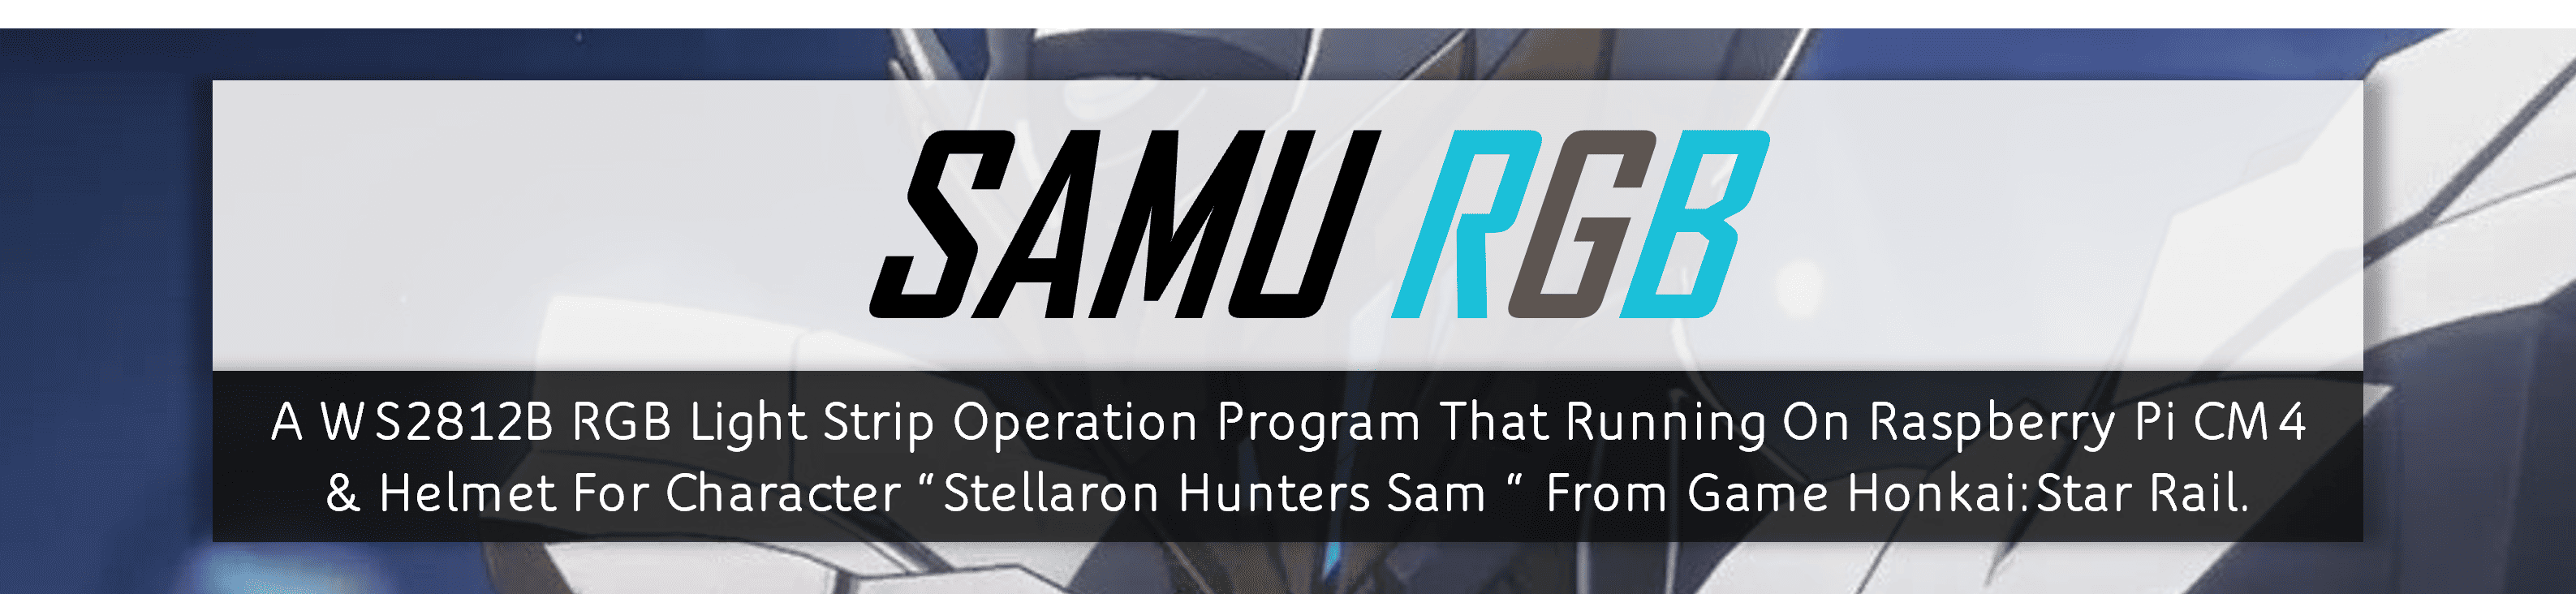 SAMU RGB
A WS2812B RGB Light Strip Operation Program That Running On Raspberry Pi CM4
& Helmet For Character “Stellaron Hunters Sam “ From Game Honkai:Star Rail.